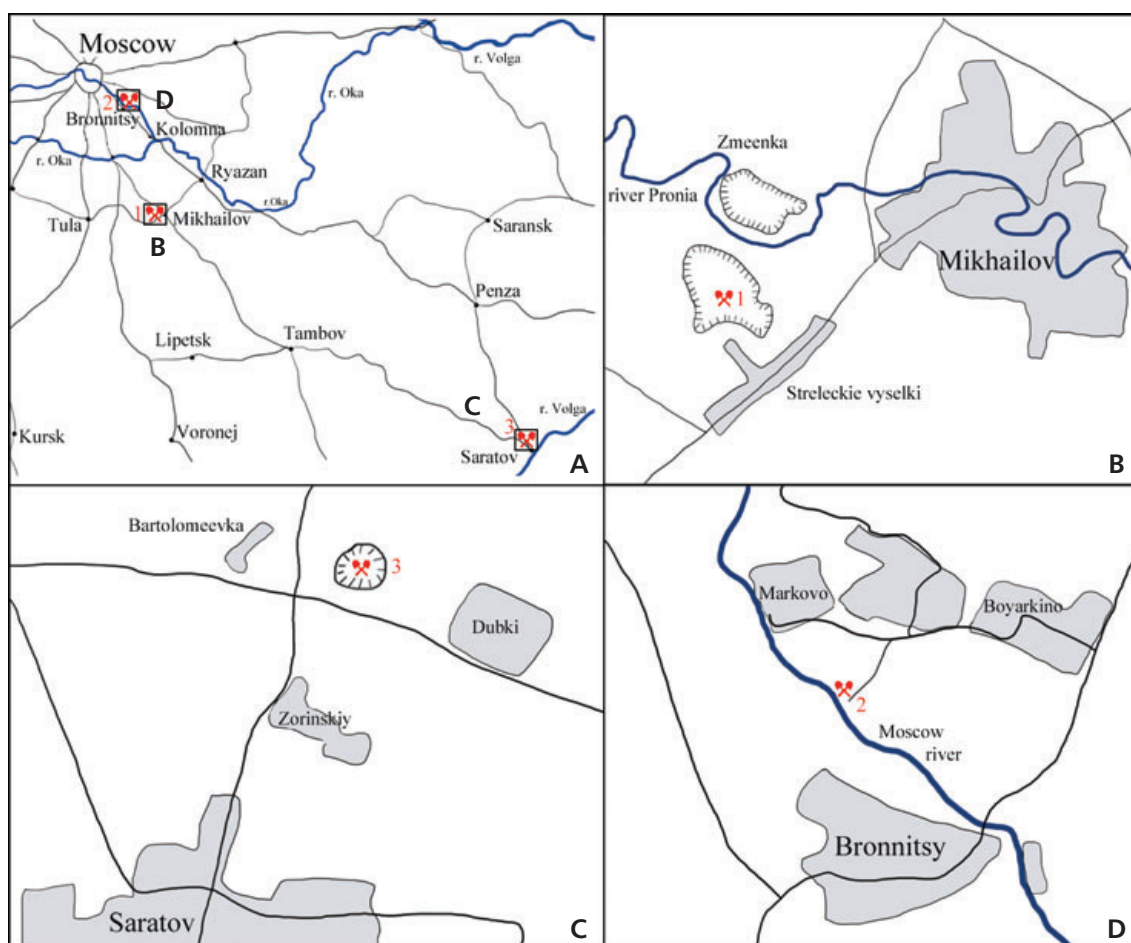 Moscow
r. Volga
r. Oka
2
D
Bronnitsy
Kolomna
r. Oka
Ryazan
r.Oka
1
Mikhailov
Tula
B
Saransk
Penza
Lipetsk
Tambov
C
r. Volga
Kursk
Voronej
3
Saratov
A
Zmeenka
river Pronia
Mikhailov
1
Streleckie vyselki
B
Bartolomeevka
3
Dubki
Zorinskiy
Saratov
C
Markovo
Boyarkino
2
Moscow
river
Bronnitsy
D